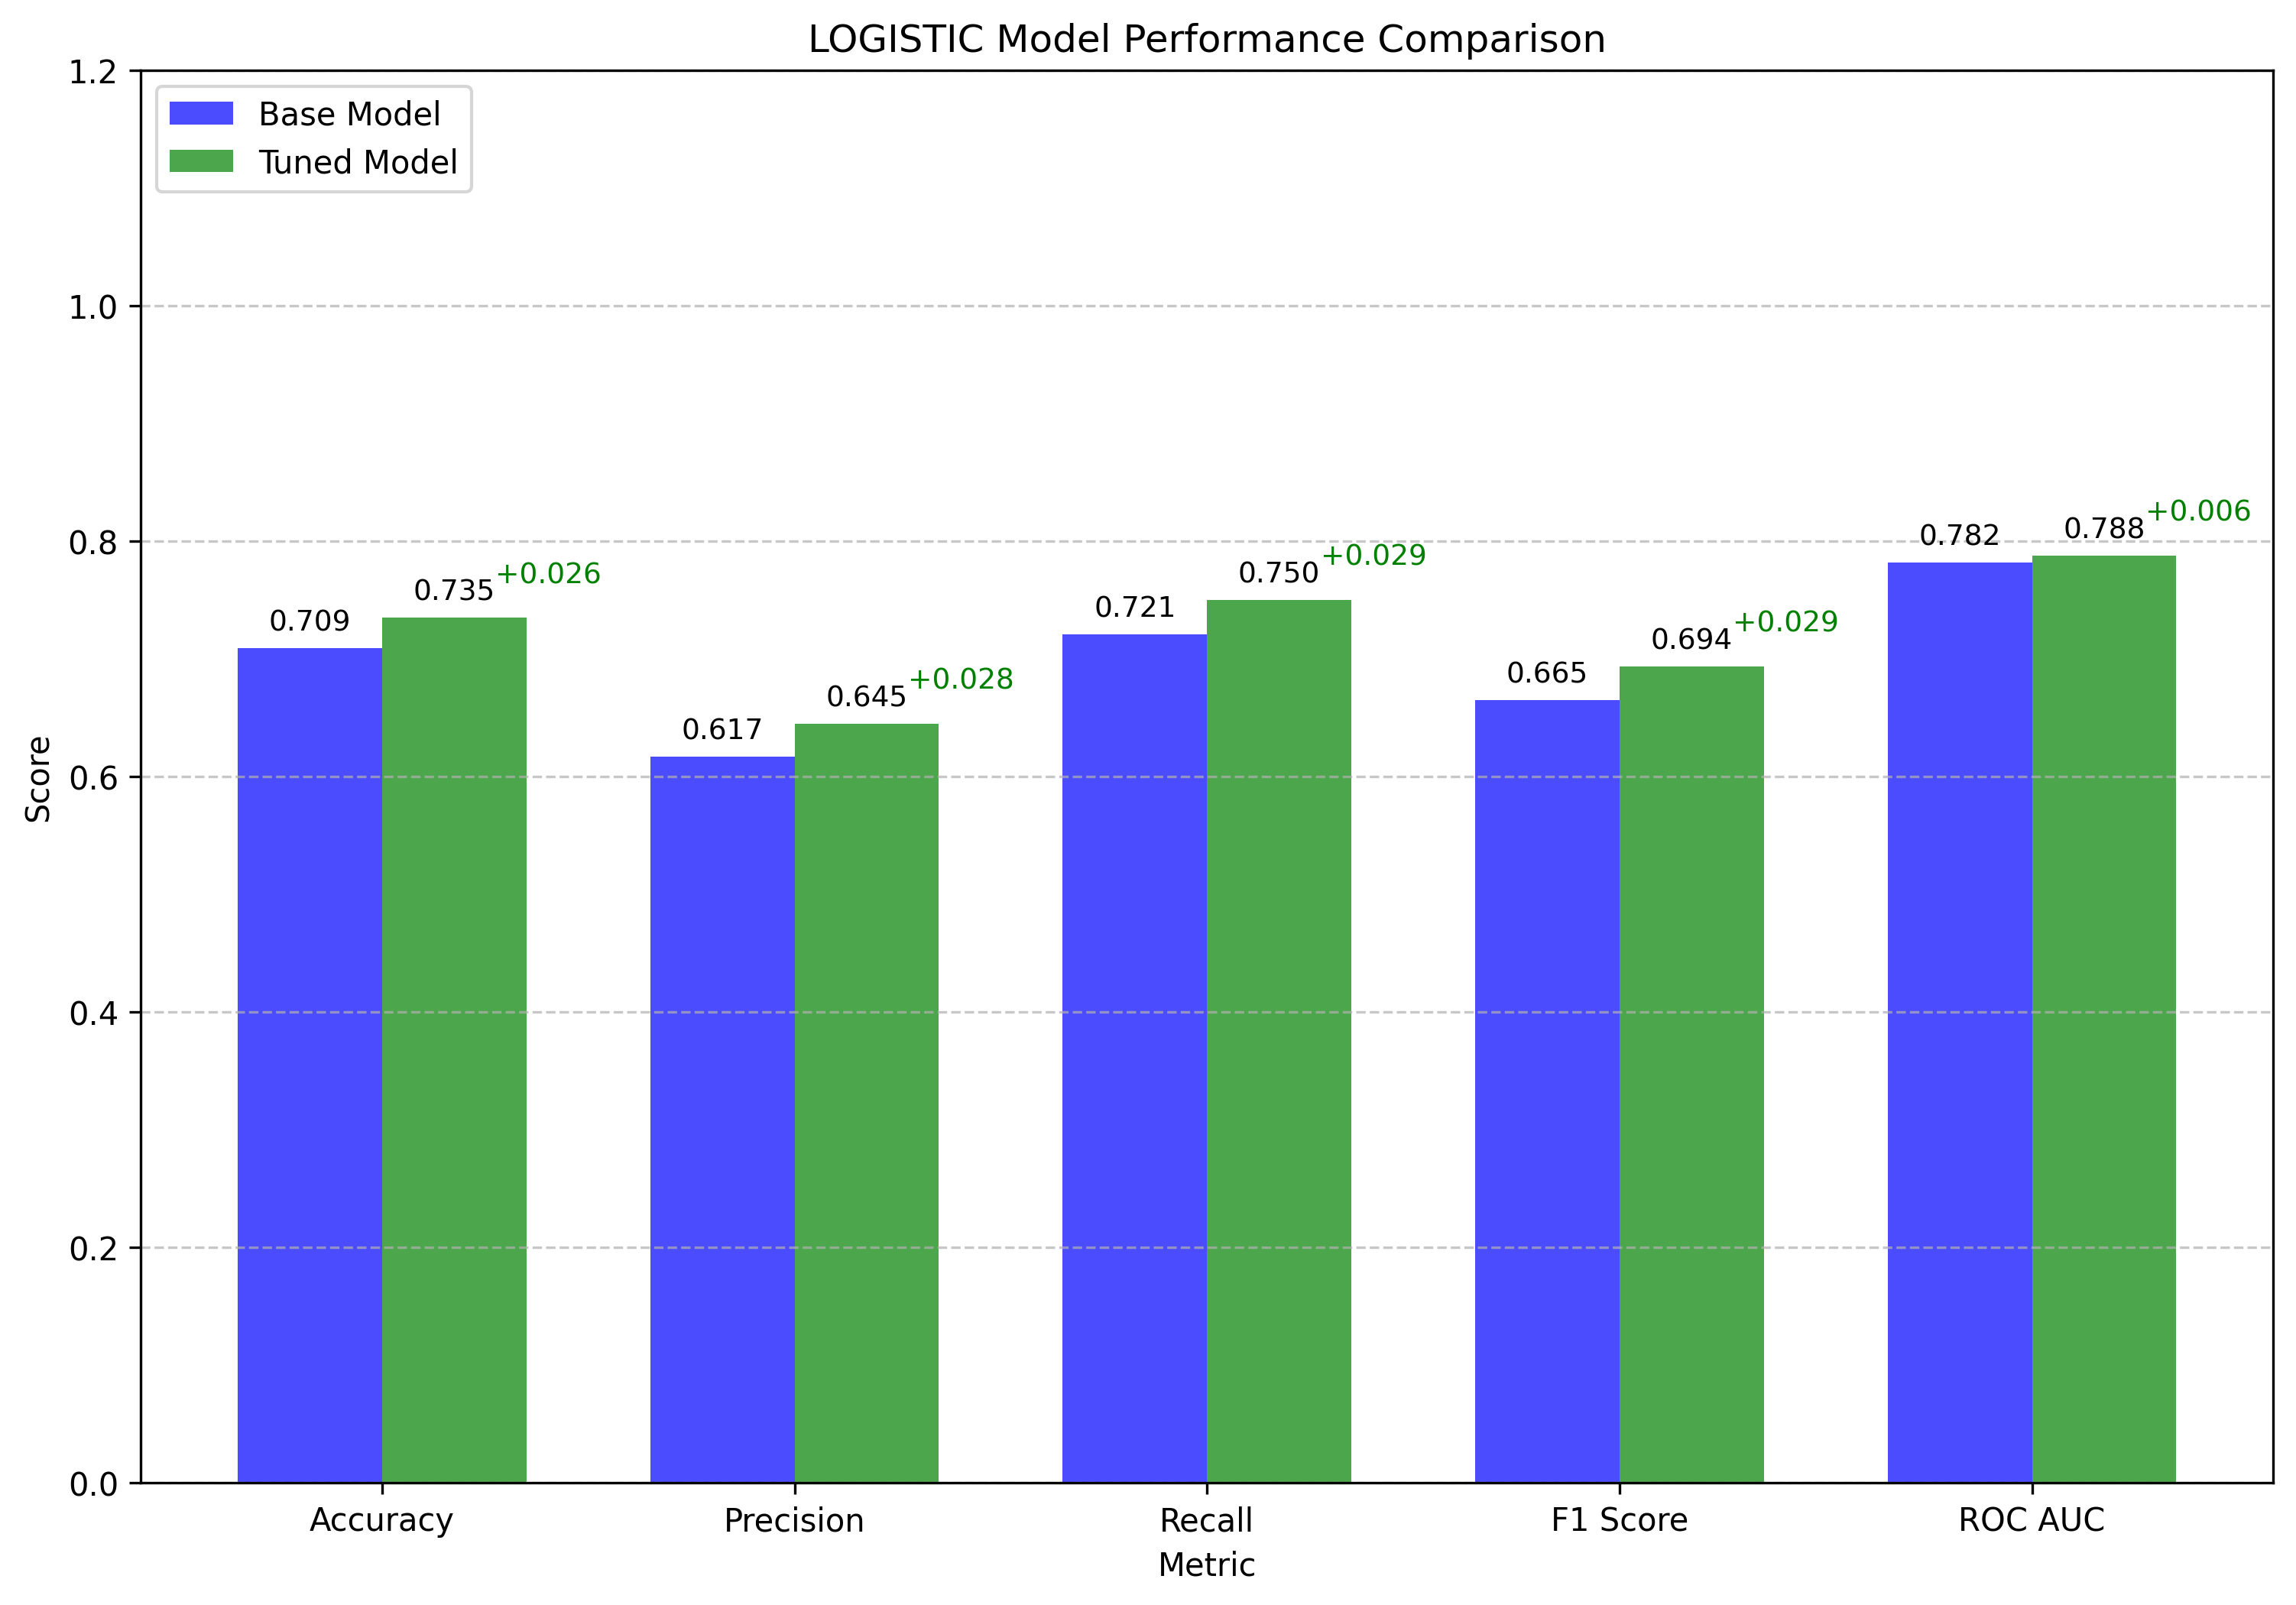 LOGISTIC Model Performance Comparison
1.2
Base Model
Tuned Model
1.0
0.8
0.6
0.4
0.2
0.0
Score
0.709
0.735
+0.026
0.617
0.645
+0.028
0.721
0.750
+0.029
0.665
0.694
+0.029
0.782
0.788
+0.006
Accuracy
Precision
Recall
F1 Score
ROC AUC
Metric